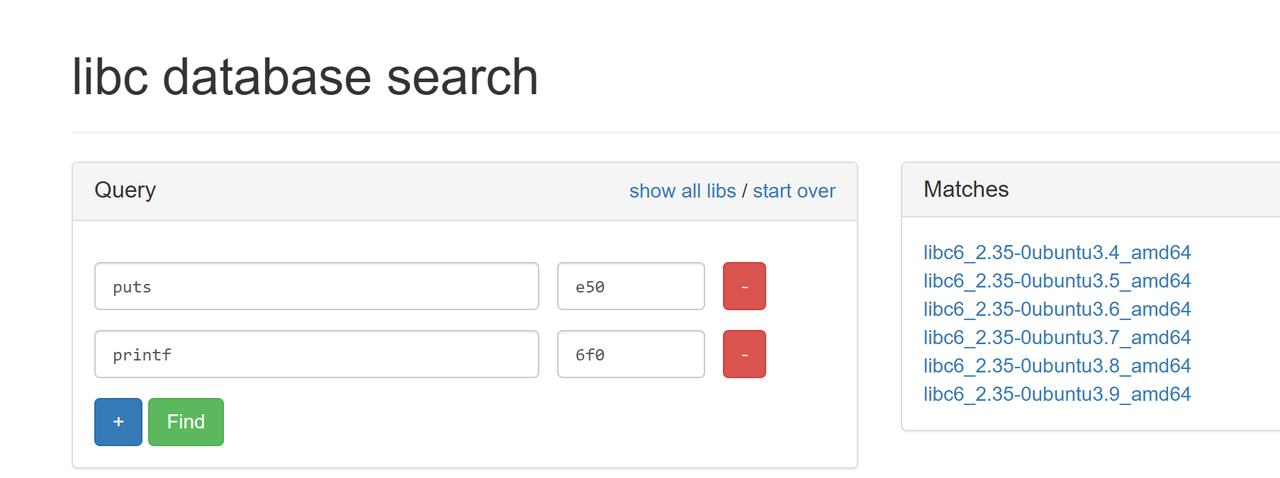 libc database search
Query
show all libs / start over
puts
e50
-
printf
6f0
-
+
Find
Matches
libc6_2.35-0ubuntu3.4_amd64
libc6_2.35-0ubuntu3.5_amd64
libc6_2.35-0ubuntu3.6_amd64
libc6_2.35-0ubuntu3.7_amd64
libc6_2.35-0ubuntu3.8_amd64
libc6_2.35-0ubuntu3.9_amd64